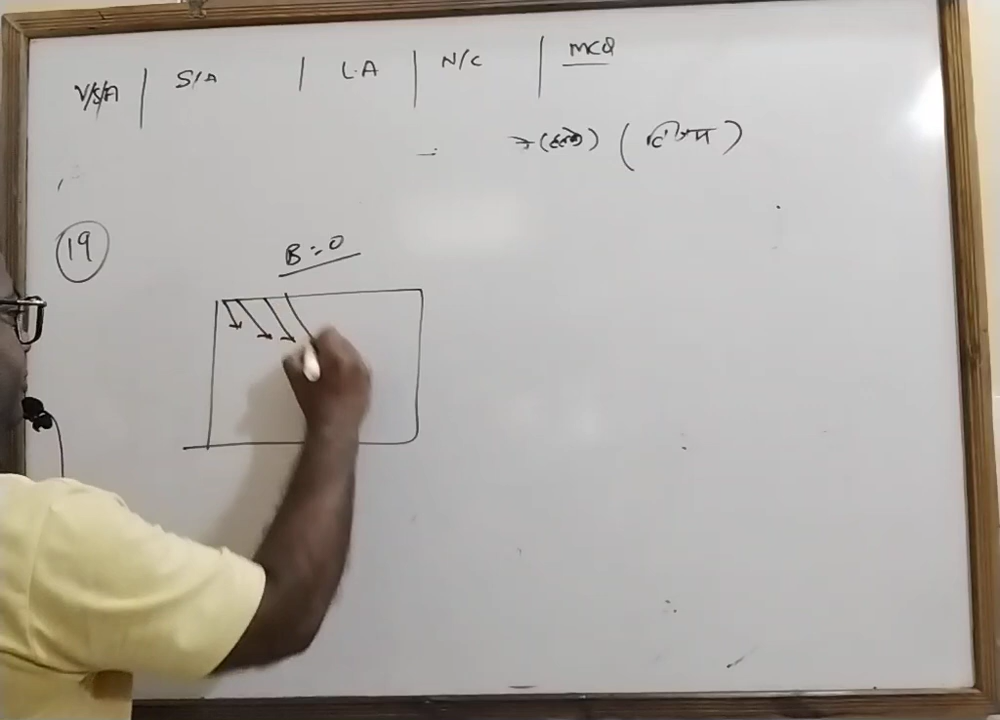 V/S/A | S/A | L.A | N/C | MCQ
19
B = 0